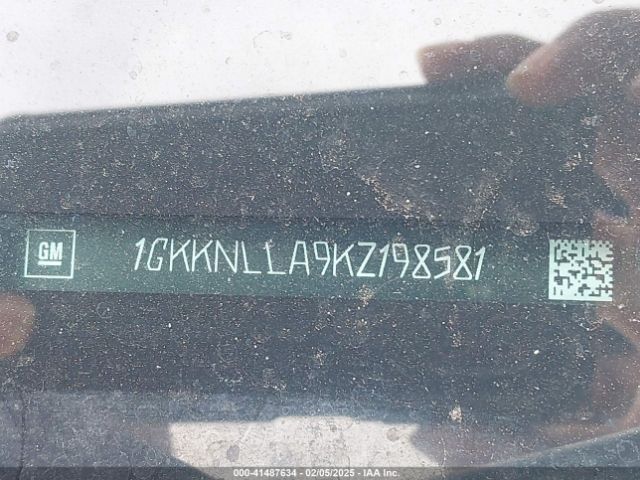 GM
1GKKNLLA9KZ198581
000-41487634 - 02/05/2025 - IAA Inc.